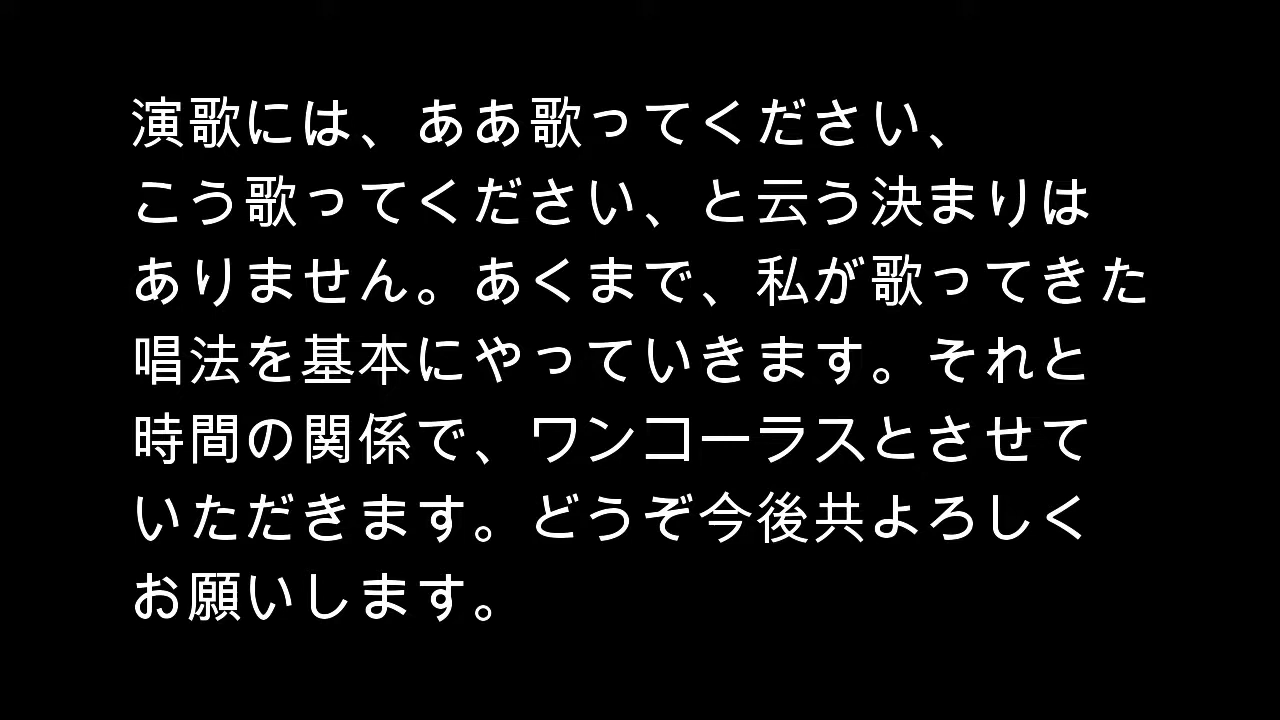 演歌には、ああ歌ってください、
こう歌ってください、と云う決まりは
ありません。あくまで、私が歌ってきた
唱法を基本にやっていきます。それと
時間の関係で、ワンコーラスとさせて
いただきます。どうぞ今後共よろしく
お願いします。